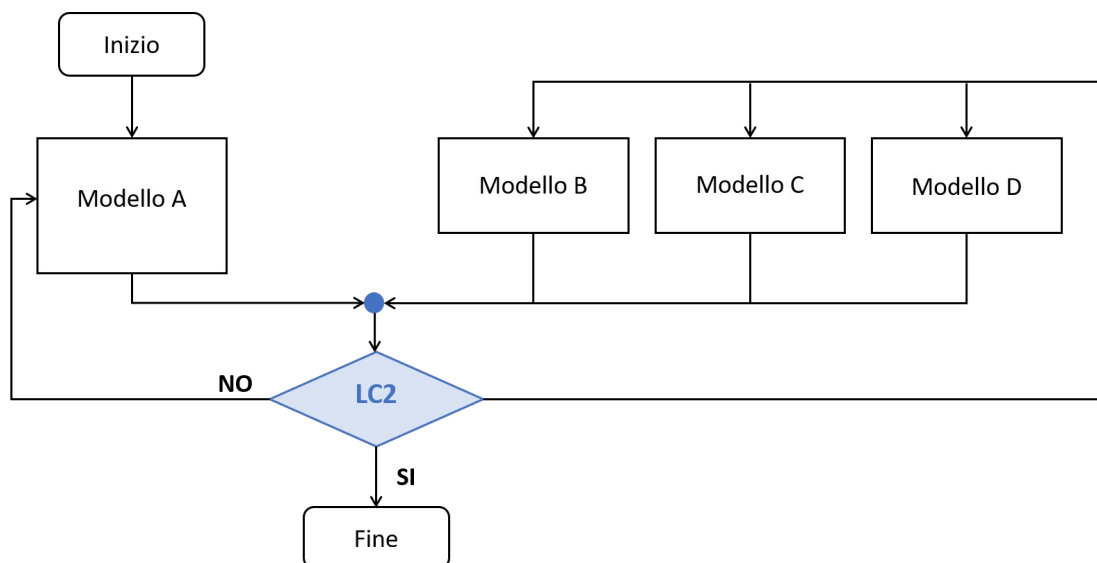 Inizio
Modello A
Modello B
Modello C
Modello D
NO
LC2
SI
Fine